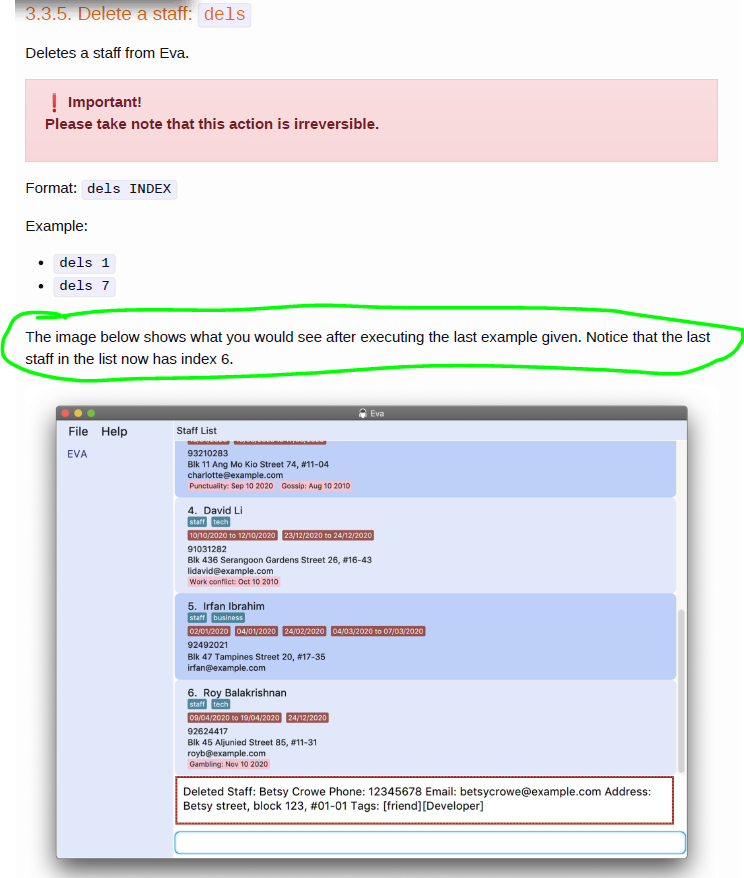 3.3.5. Delete a staff: dels
Deletes a staff from Eva.
❗ Important!
Please take note that this action is irreversible.
Format: dels INDEX
Example:
• dels 1
• dels 7
The image below shows what you would see after executing the last example given. Notice that the last
staff in the list now has index 6.
Eva
File Help
Staff List
EVA
93210283
Blk 11 Ang Mo Kio Street 74, #11-04
charlotte@example.com
Punctuality: Sep 10 2020 Gossip: Aug 10 2010
4. David Li
staff tech
10/10/2020 to 12/10/2020 23/12/2020 to 24/12/2020
91031282
Blk 436 Serangoon Gardens Street 26, #16-43
lidavid@example.com
Work conflict: Oct 10 2010
5. Irfan Ibrahim
staff business
02/01/2020 04/01/2020 24/02/2020 04/03/2020 to 07/03/2020
92492021
Blk 47 Tampines Street 20, #17-35
irfan@example.com
6. Roy Balakrishnan
staff tech
09/04/2020 to 19/04/2020 24/12/2020
92624417
Blk 45 Aljunied Street 85, #11-31
royb@example.com
Gambling: Nov 10 2020
Deleted Staff: Betsy Crowe Phone: 12345678 Email: betsycrowe@example.com Address:
Betsy street, block 123, #01-01 Tags: [friend][Developer]